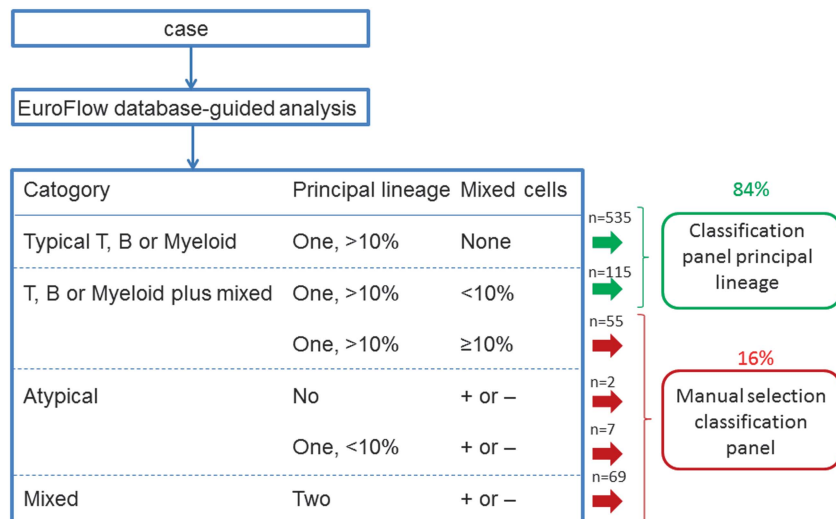 case
EuroFlow database-guided analysis
Catogory Principal lineage Mixed cells
84%
n=535
Typical T, B or Myeloid One, >10% None
Classification
panel principal
lineage
n=115
T, B or Myeloid plus mixed One, >10% <10%
n=55
One, >10% ≥10%
16%
n=2
Atypical No + or –
Manual selection
classification
panel
n=7
One, <10% + or –
n=69
Mixed Two + or –